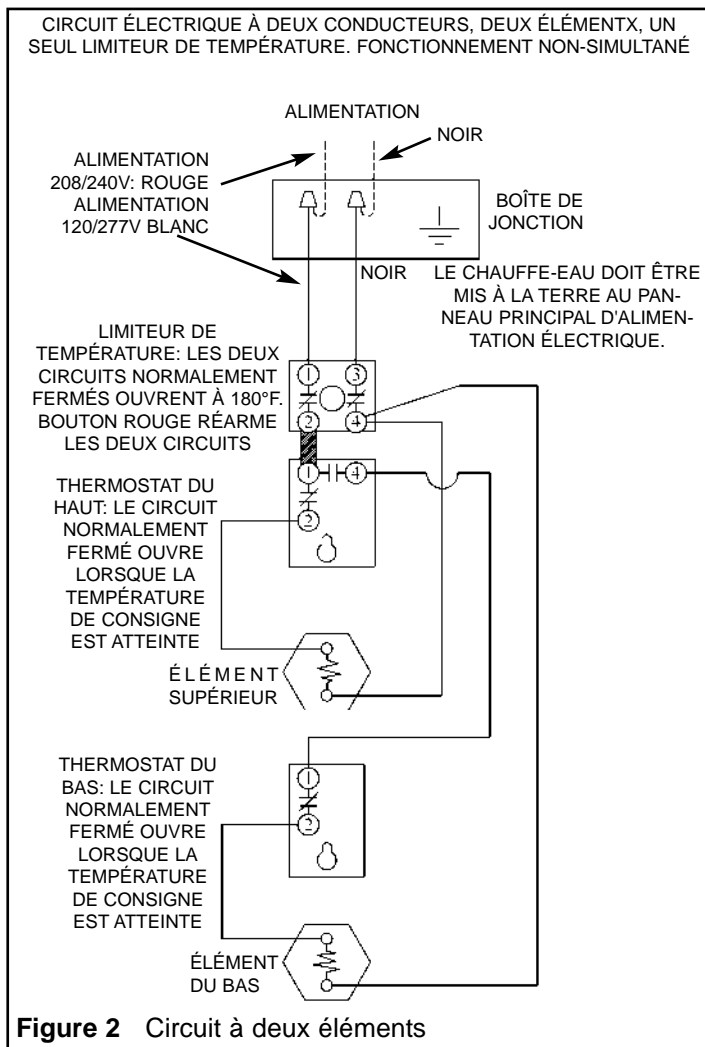 CIRCUIT ÉLECTRIQUE À DEUX CONDUCTEURS, DEUX ÉLÉMENTX, UN
SEUL LIMITEUR DE TEMPÉRATURE. FONCTIONNEMENT NON-SIMULTANÉ
ALIMENTATION
NOIR
ALIMENTATION
208/240V: ROUGE
ALIMENTATION
120/277V BLANC
BOÎTE DE
JONCTION
NOIR
LE CHAUFFE-EAU DOIT ÊTRE
MIS À LA TERRE AU PAN-
NEAU PRINCIPAL D'ALIMEN-
TATION ÉLECTRIQUE.
LIMITEUR DE
TEMPÉRATURE: LES DEUX
CIRCUITS NORMALEMENT
FERMÉS OUVRENT À 180°F.
BOUTON ROUGE RÉARME
LES DEUX CIRCUITS
1 3
2 4
1 4
2
THERMOSTAT DU
HAUT: LE CIRCUIT
NORMALEMENT
FERMÉ OUVRE
LORSQUE LA
TEMPÉRATURE
DE CONSIGNE
EST ATTEINTE
ÉLÉMENT
SUPÉRIEUR
THERMOSTAT DU
BAS: LE CIRCUIT
NORMALEMENT
FERMÉ OUVRE
LORSQUE LA
TEMPÉRATURE
DE CONSIGNE
EST ATTEINTE
1
2
ÉLÉMENT
DU BAS
Figure 2 Circuit à deux éléments